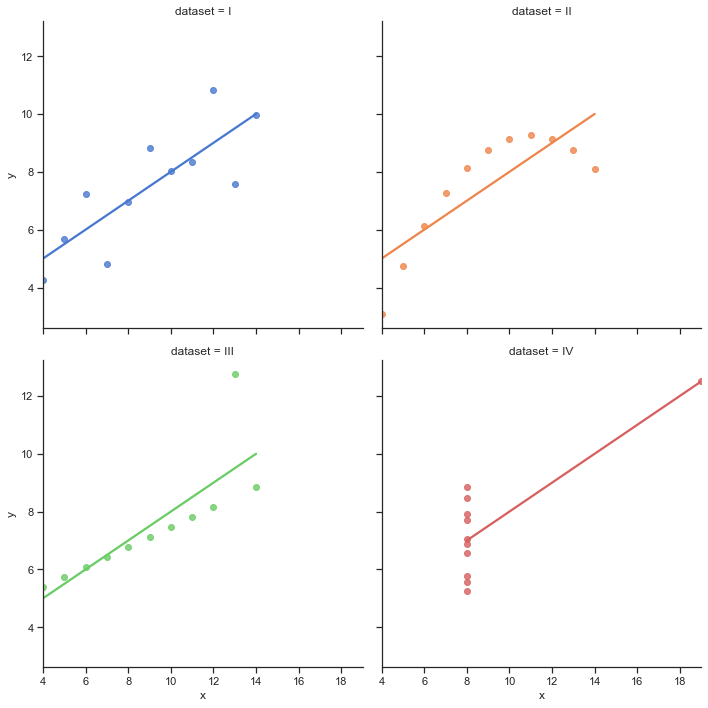 dataset = I
dataset = II
12
10
8
6
4
y
dataset = III
dataset = IV
12
10
8
6
4
y
4 6 8 10 12 14 16 18
4 6 8 10 12 14 16 18
x
x